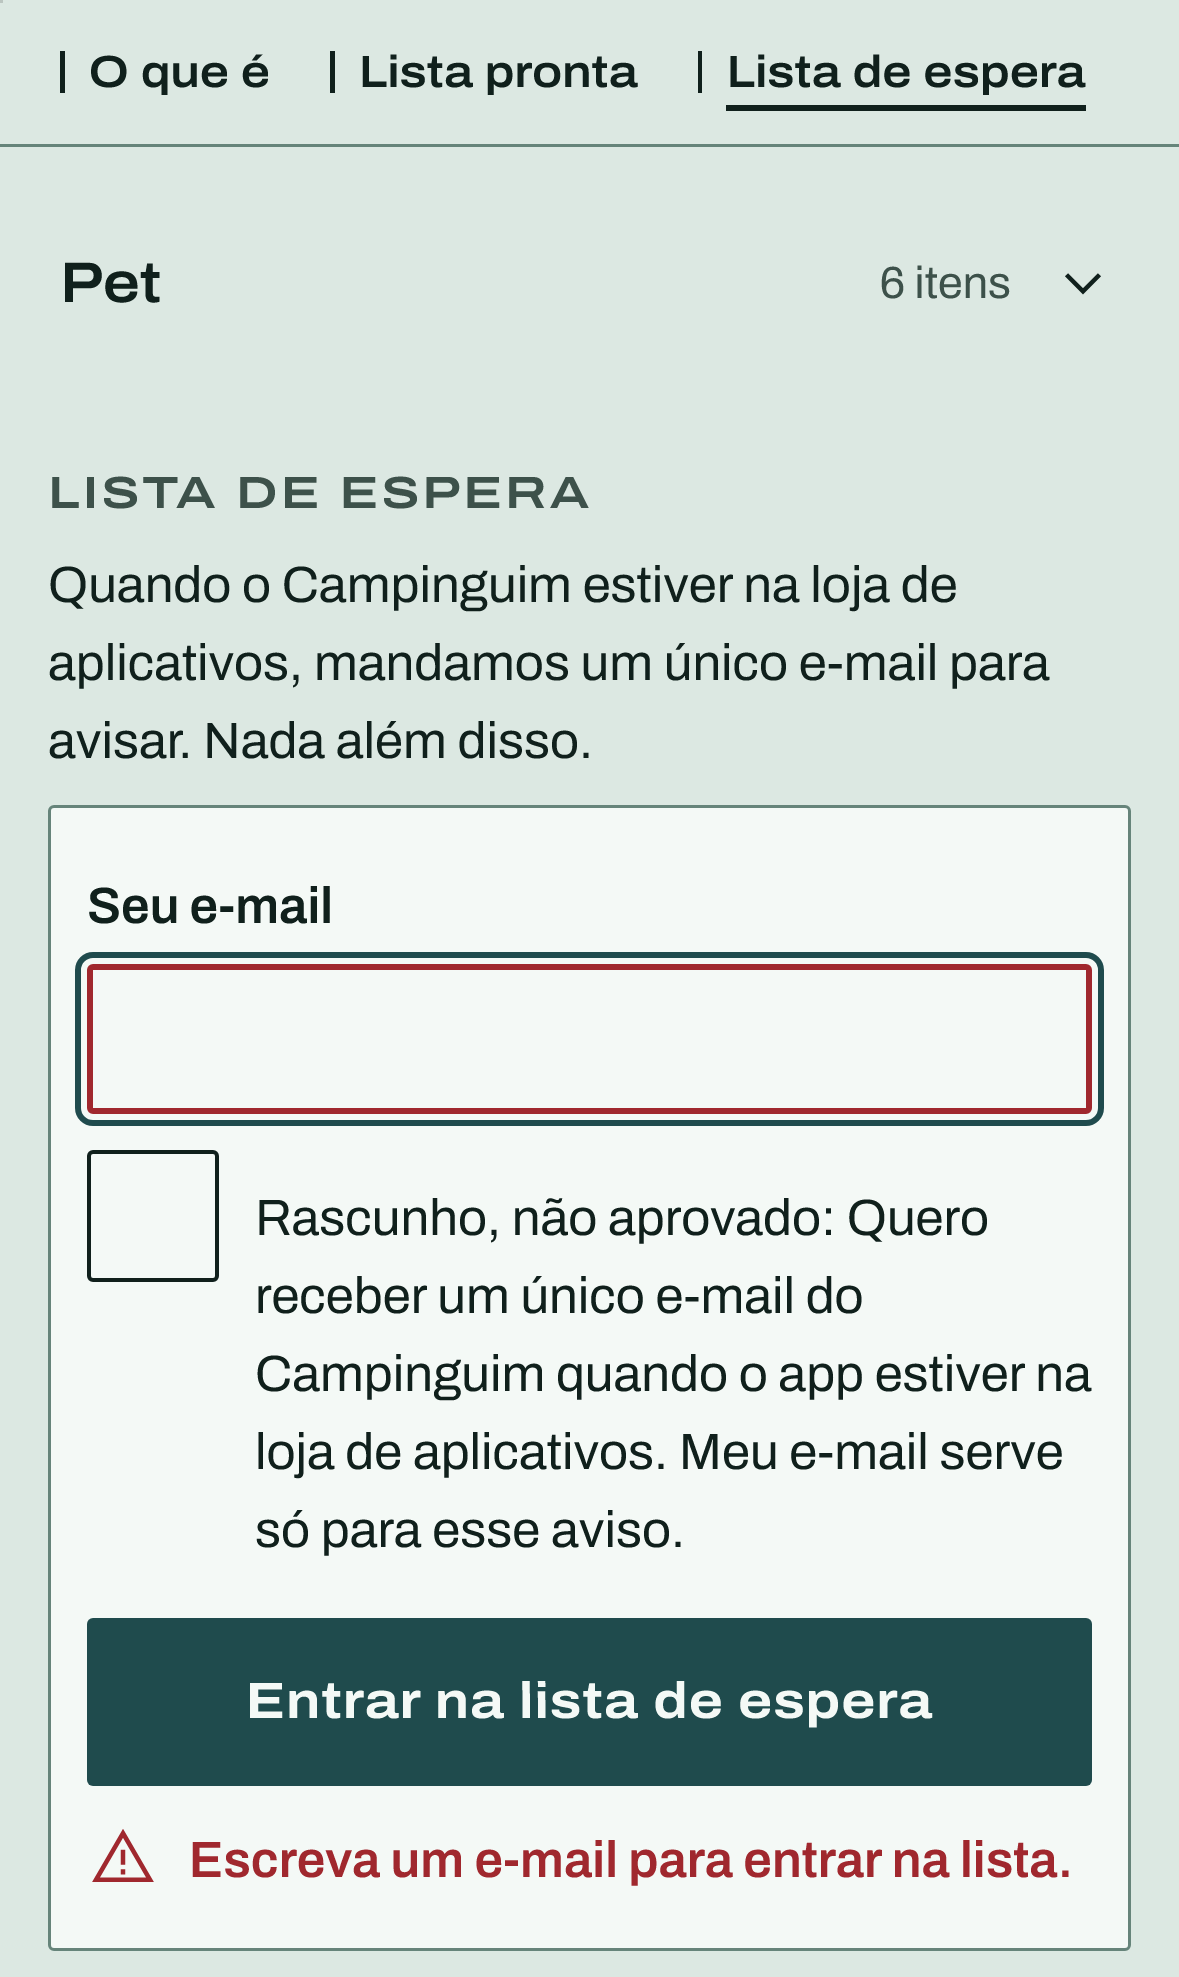 O que é
Lista pronta
Lista de espera
Pet
6 itens
LISTA DE ESPERA
Quando o Campinguim estiver na loja de
aplicativos, mandamos um único e-mail para
avisar. Nada além disso.
Seu e-mail
Rascunho, não aprovado: Quero
receber um único e-mail do
Campinguim quando o app estiver na
loja de aplicativos. Meu e-mail serve
só para esse aviso.
Entrar na lista de espera
Escreva um e-mail para entrar na lista.